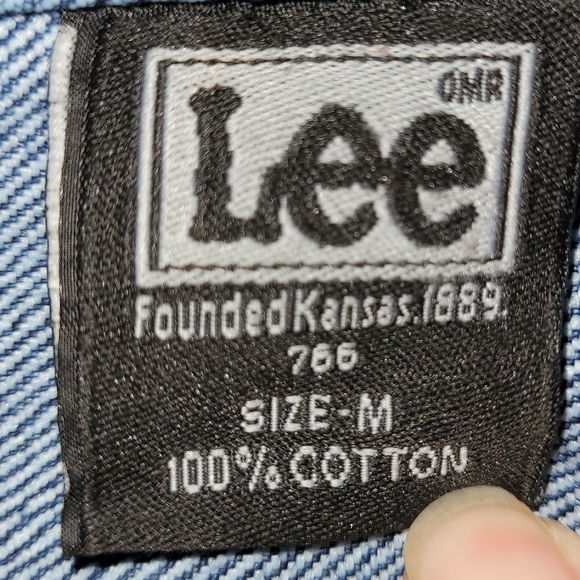 Lee OMR
Founded Kansas.1889.
766
SIZE-M
100% COTTON